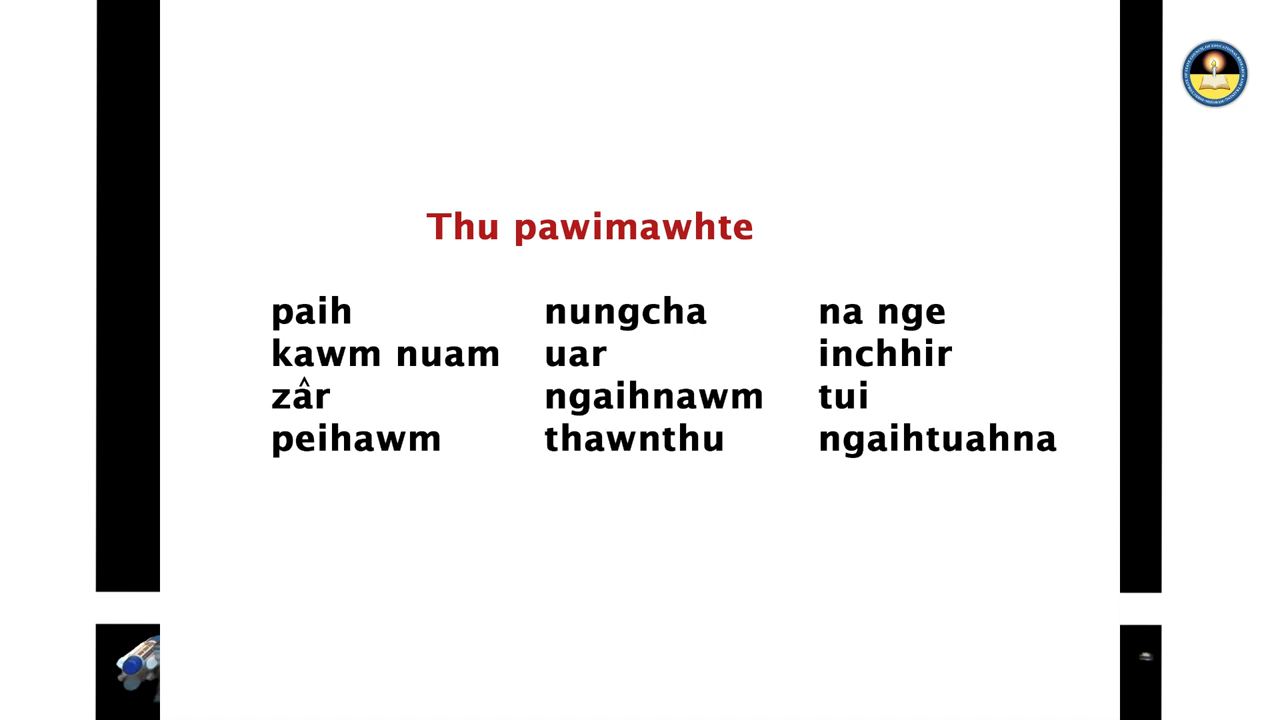 Thu pawimawhte
paih nungcha na nge
kawm nuam uar inchhir
zâr ngaihnawm tui
peihawm thawnthu ngaihtuahna